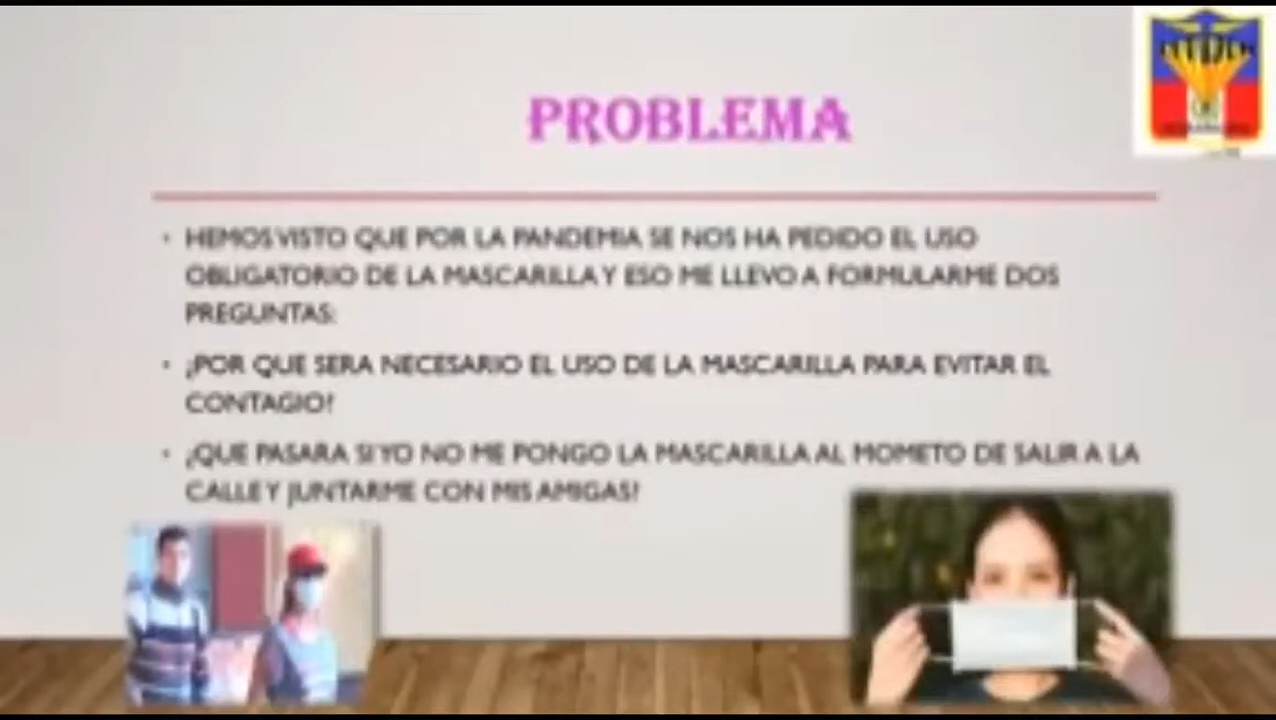 PROBLEMA
• HEMOS VISTO QUE POR LA PANDEMIA SE NOS HA PEDIDO EL USO
OBLIGATORIO DE LA MASCARILLA Y ESO ME LLEVO A FORMULARME DOS
PREGUNTAS:
• ¿POR QUE SERA NECESARIO EL USO DE LA MASCARILLA PARA EVITAR EL
CONTAGIO?
• ¿QUE PASARA SI YO NO ME PONGO LA MASCARILLA AL MOMETO DE SALIR A LA
CALLE Y JUNTARME CON MIS AMIGAS?